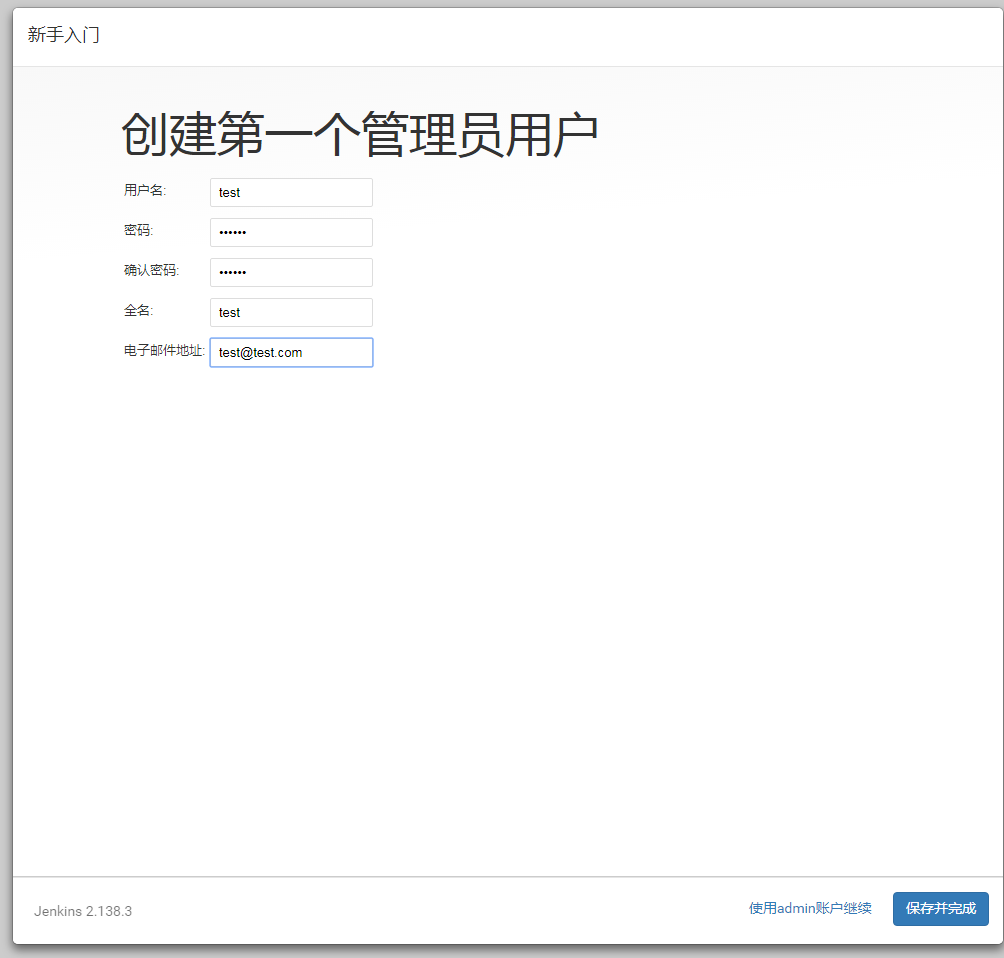 新手入门
创建第一个管理员用户
用户名: test
密码: ••••••
确认密码: ••••••
全名: test
电子邮件地址: test@test.com
Jenkins 2.138.3 使用admin账户继续 保存并完成